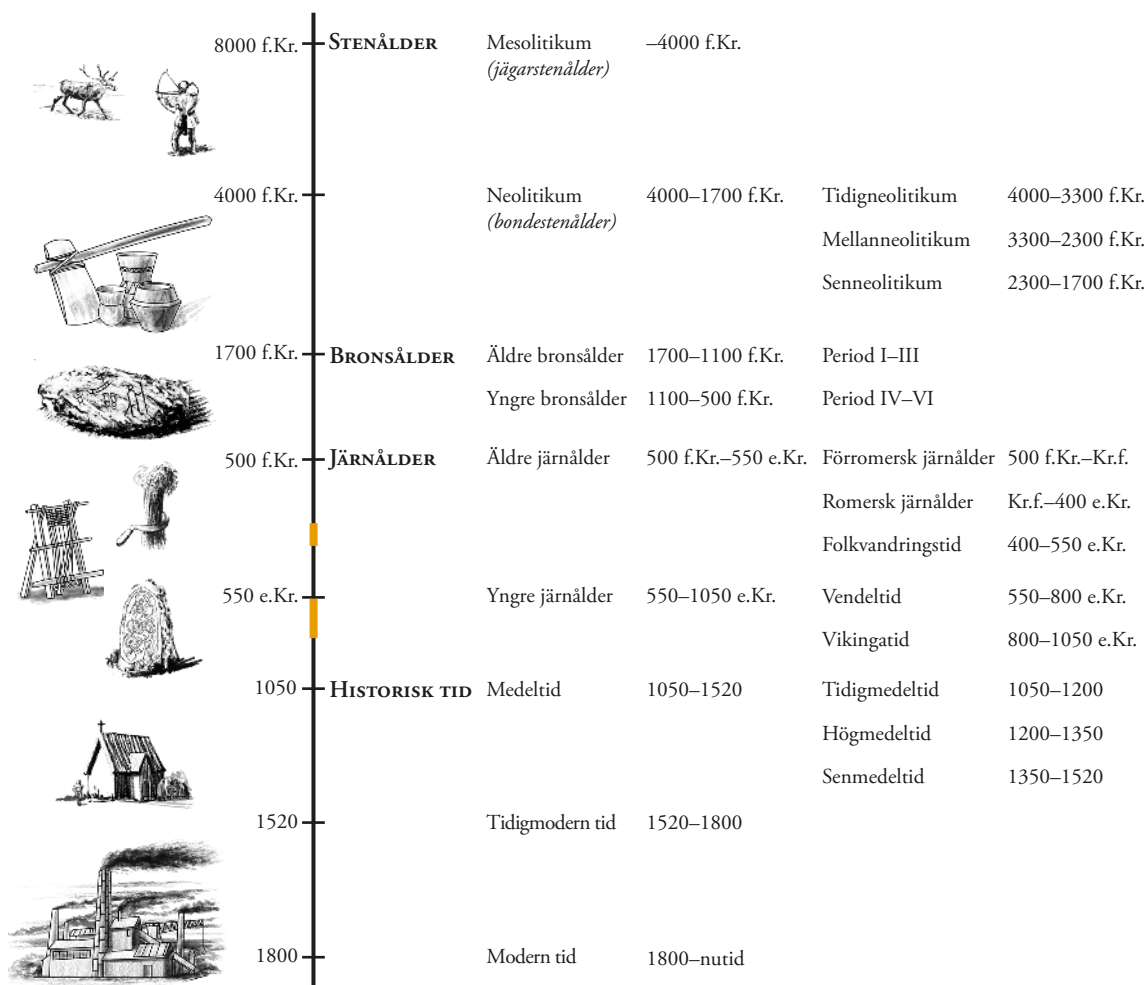 8000 f.Kr. STENÅLDER Mesolitikum –4000 f.Kr.
(jägarstenålder)
4000 f.Kr. Neolitikum 4000–1700 f.Kr. Tidigneolitikum 4000–3300 f.Kr.
(bondestenålder)
Mellanneolitikum 3300–2300 f.Kr.
Senneolitikum 2300–1700 f.Kr.
1700 f.Kr. BRONSÅLDER Äldre bronsålder 1700–1100 f.Kr. Period I–III
Yngre bronsålder 1100–500 f.Kr. Period IV–VI
500 f.Kr. JÄRNÅLDER Äldre järnålder 500 f.Kr.–550 e.Kr. Förromersk järnålder 500 f.Kr.–Kr.f.
Romersk järnålder Kr.f.–400 e.Kr.
Folkvandringstid 400–550 e.Kr.
550 e.Kr. Yngre järnålder 550–1050 e.Kr. Vendeltid 550–800 e.Kr.
Vikingatid 800–1050 e.Kr.
1050 HISTORISK TID Medeltid 1050–1520 Tidigmedeltid 1050–1200
Högmedeltid 1200–1350
Senmedeltid 1350–1520
1520 Tidigmodern tid 1520–1800
1800 Modern tid 1800–nutid